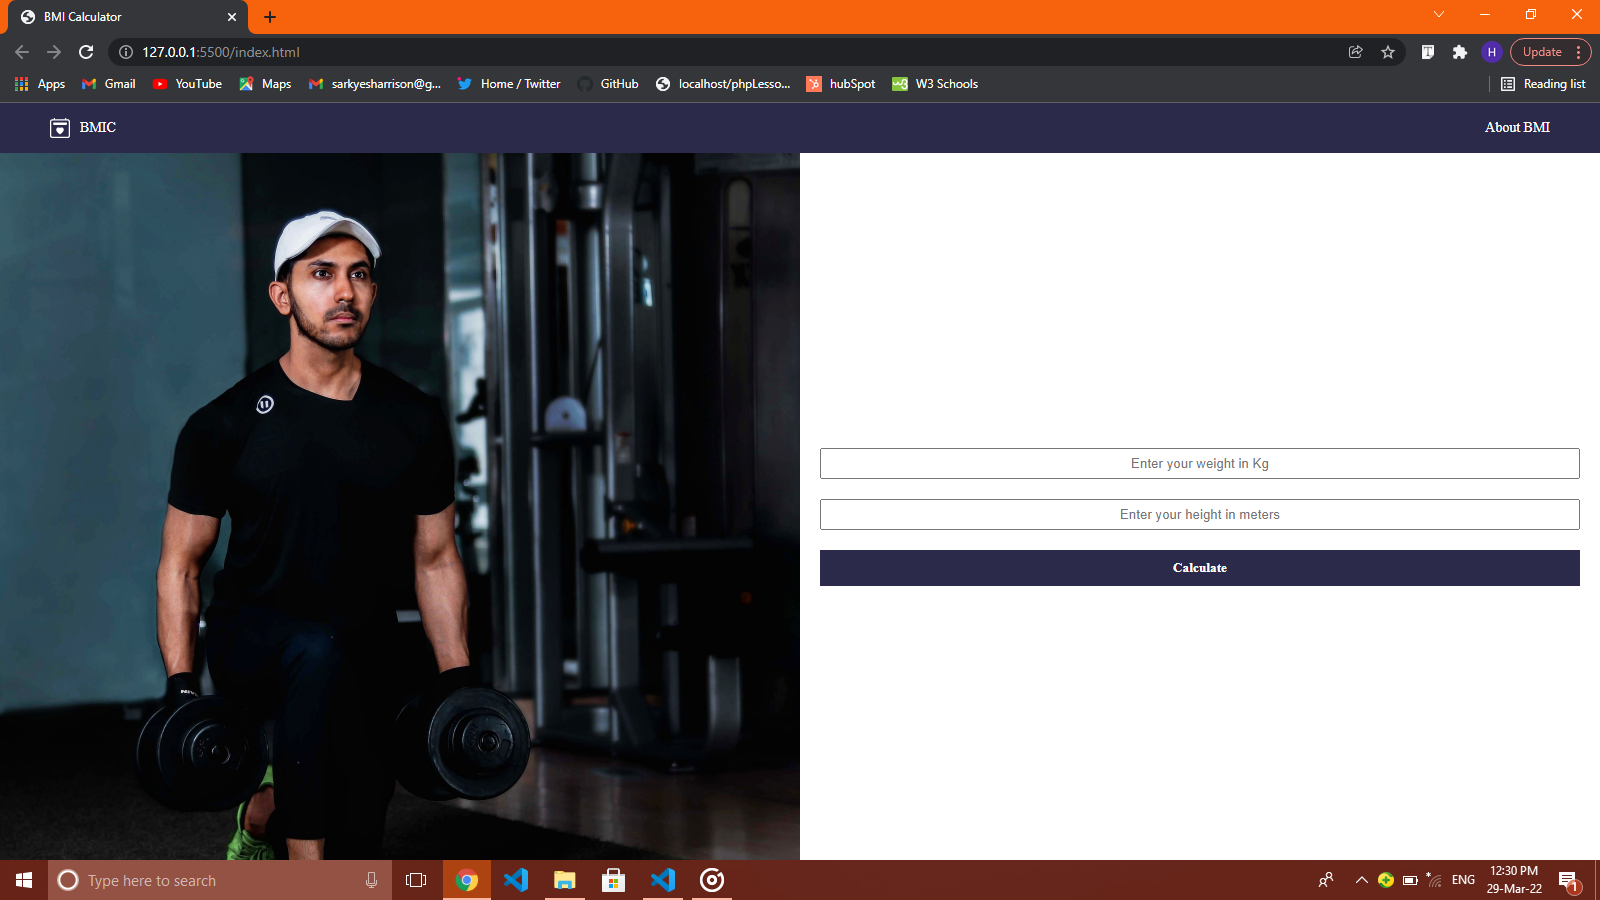 BMI Calculator
127.0.0.1:5500/index.html
Update
Apps
Gmail
YouTube
Maps
sarkyesharrison@g...
Home / Twitter
GitHub
localhost/phpLesso...
hubSpot
W3 Schools
Reading list
BMIC
About BMI
Enter your weight in Kg
Enter your height in meters
Calculate
Type here to search
ENG
12:30 PM
29-Mar-22
1
H